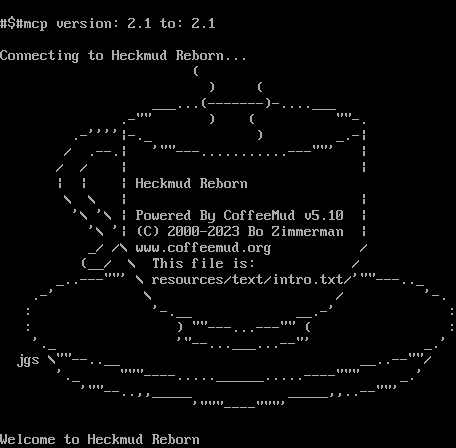 #$#mcp version: 2.1 to: 2.1
Connecting to Heckmud Reborn...
Heckmud Reborn
Powered By CoffeeMud v5.10
(C) 2000-2023 Bo Zimmerman
www.coffeemud.org
This file is:
resources/text/intro.txt/
jgs
Welcome to Heckmud Reborn